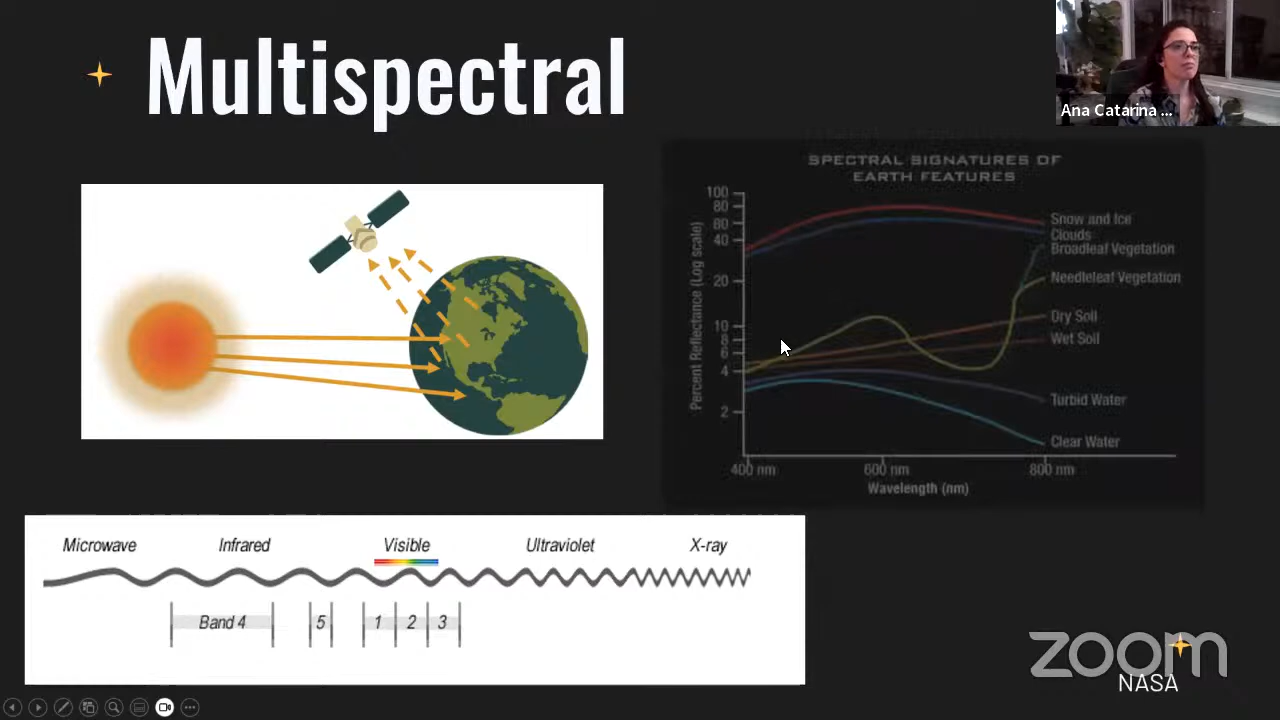 Multispectral
Ana Catarina ...
SPECTRAL SIGNATURES OF
EARTH FEATURES
Percent Reflectance (Log scale)
100
80
60
40
20
10
8
6
4
2
Snow and Ice
Clouds
Broadleaf Vegetation
Needleleaf Vegetation
Dry Soil
Wet Soil
Turbid Water
Clear Water
400 nm 600 nm 800 nm
Wavelength (nm)
Microwave Infrared Visible Ultraviolet X-ray
Band 4 5 1 2 3
zoom
NASA